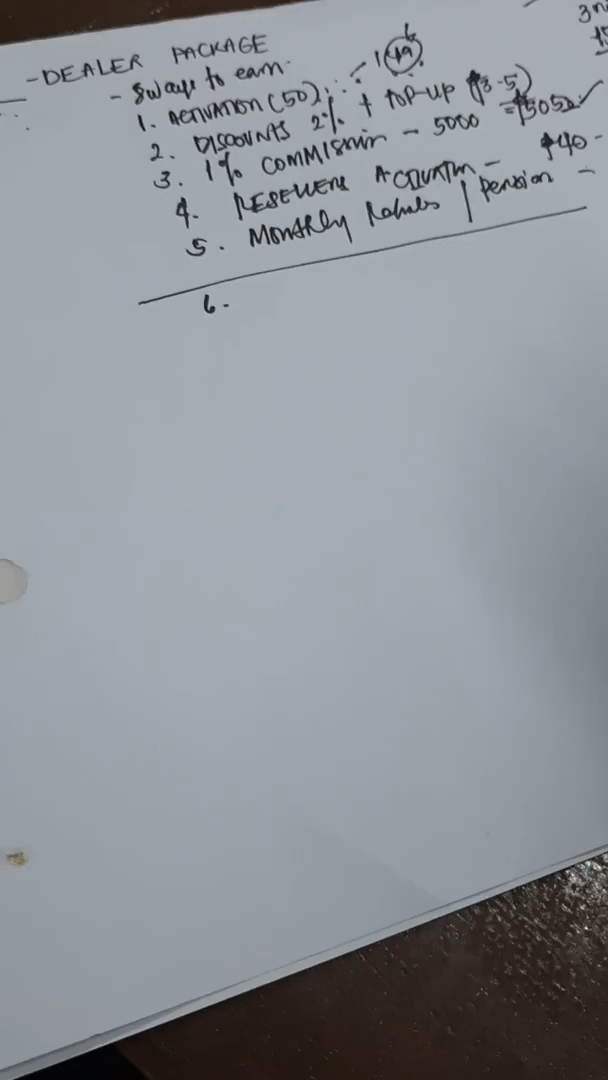 -DEALER PACKAGE
- 5ways to earn.
1. ACTIVATION (50)
2. DISCOUNTS 2% + TOP-UP (₱3-5)
3. 1% COMMISSION - 5000 = ₱5050 ✓
4. RESELLERS ACTIVATION - ₱40 -
5. MONTHLY Rebates / Pension -
6.